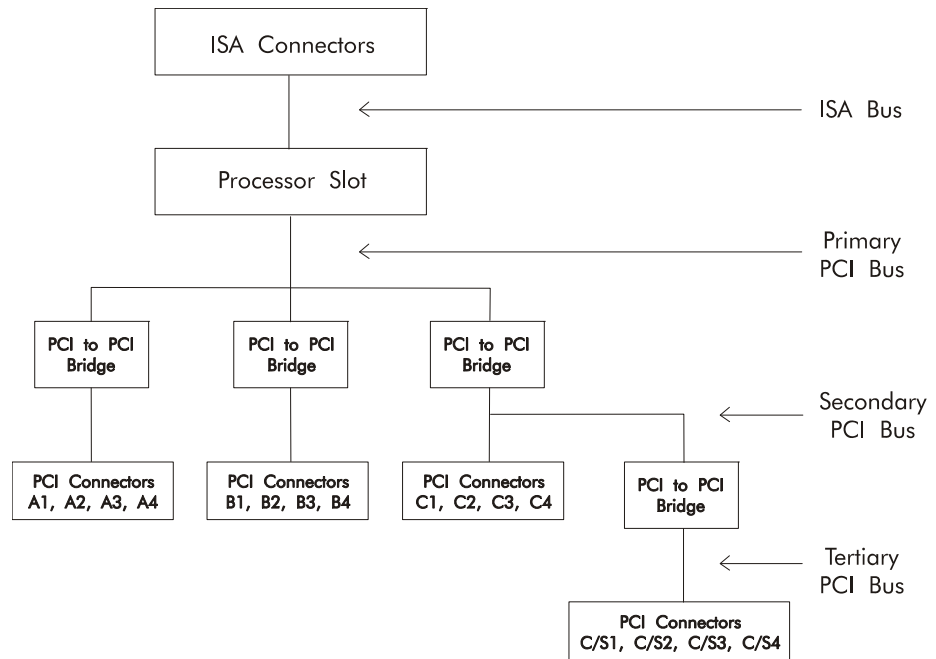 ISA Connectors
ISA Bus
Processor Slot
Primary
PCI Bus
PCI to PCI
Bridge
PCI to PCI
Bridge
PCI to PCI
Bridge
Secondary
PCI Bus
PCI Connectors
A1, A2, A3, A4
PCI Connectors
B1, B2, B3, B4
PCI Connectors
C1, C2, C3, C4
PCI to PCI
Bridge
Tertiary
PCI Bus
PCI Connectors
C/S1, C/S2, C/S3, C/S4